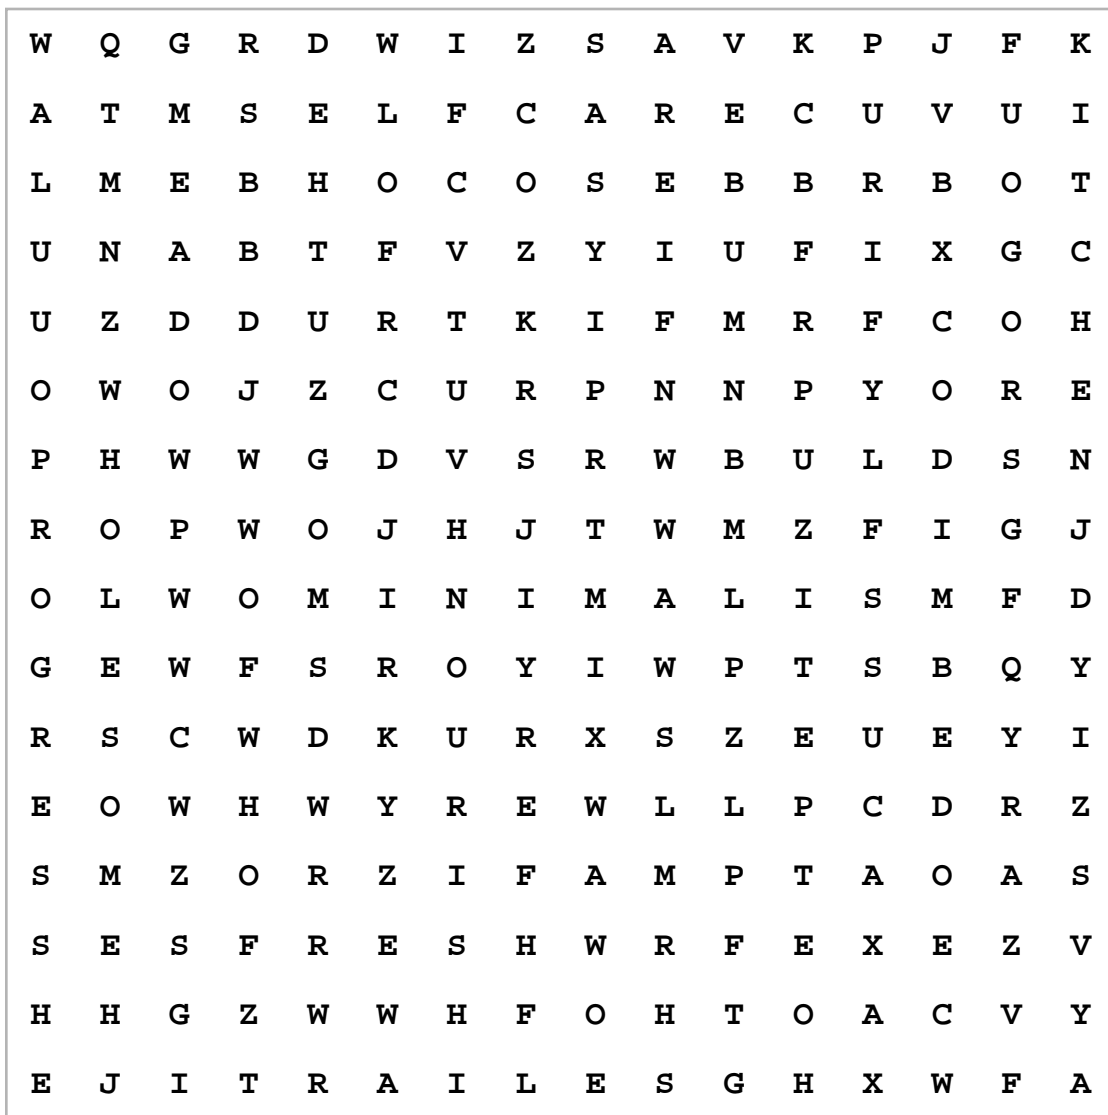 W Q G R D W I Z S A V K P J F K
A T M S E L F C A R E C U V U I
L M E B H O C O S E B B R B O T
U N A B T F V Z Y I U F I X G C
U Z D D U R T K I F M R F C O H
O W O J Z C U R P N N P Y O R E
P H W W G D V S R W B U L D S N
R O P W O J H J T W M Z F I G J
O L W O M I N I M A L I S M F D
G E W F S R O Y I W P T S B Q Y
R S C W D K U R X S Z E U E Y I
E O W H W Y R E W L L P C D R Z
S M Z O R Z I F A M P T A O A S
S E S F R E S H W R F E X E Z V
H H G Z W W H F O H T O A C V Y
E J I T R A I L E S G H X W F A